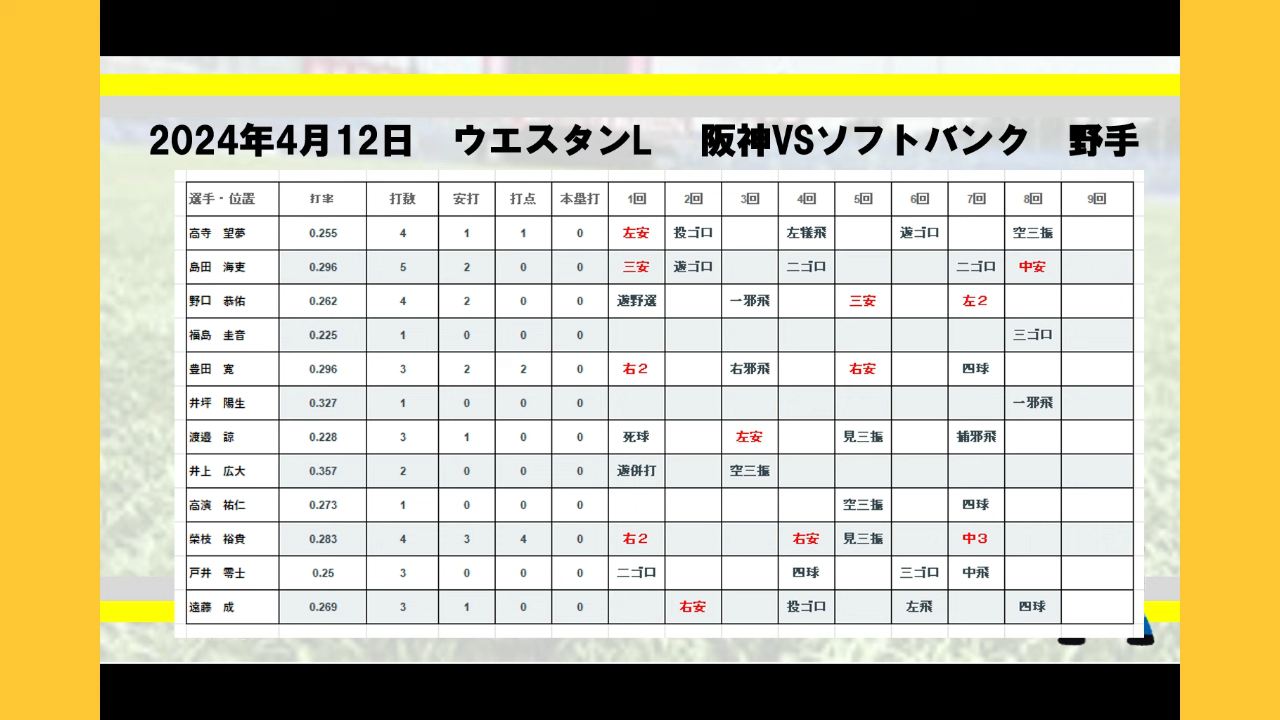 2024年4月12日 ウエスタンL 阪神VSソフトバンク 野手
選手・位置 打率 打数 安打 打点 本塁打 1回 2回 3回 4回 5回 6回 7回 8回 9回
高寺 望夢 0.255 4 1 1 0 左安 投ゴロ 左犠飛 遊ゴロ 空三振
島田 海吏 0.296 5 2 0 0 三安 遊ゴロ 二ゴロ 二ゴロ 中安
野口 恭佑 0.262 4 2 0 0 遊野選 一邪飛 三安 左2
福島 圭音 0.225 1 0 0 0 三ゴロ
豊田 寛 0.296 3 2 2 0 右2 右邪飛 右安 四球
井坪 陽生 0.327 1 0 0 0 一邪飛
渡邉 諒 0.228 3 1 0 0 死球 左安 見三振 捕邪飛
井上 広大 0.357 2 0 0 0 遊併打 空三振
高濱 祐仁 0.273 1 0 0 0 空三振 四球
榮枝 裕貴 0.283 4 3 4 0 右2 右安 見三振 中3
戸井 零士 0.25 3 0 0 0 二ゴロ 四球 三ゴロ 中飛
遠藤 成 0.269 3 1 0 0 右安 投ゴロ 左飛 四球